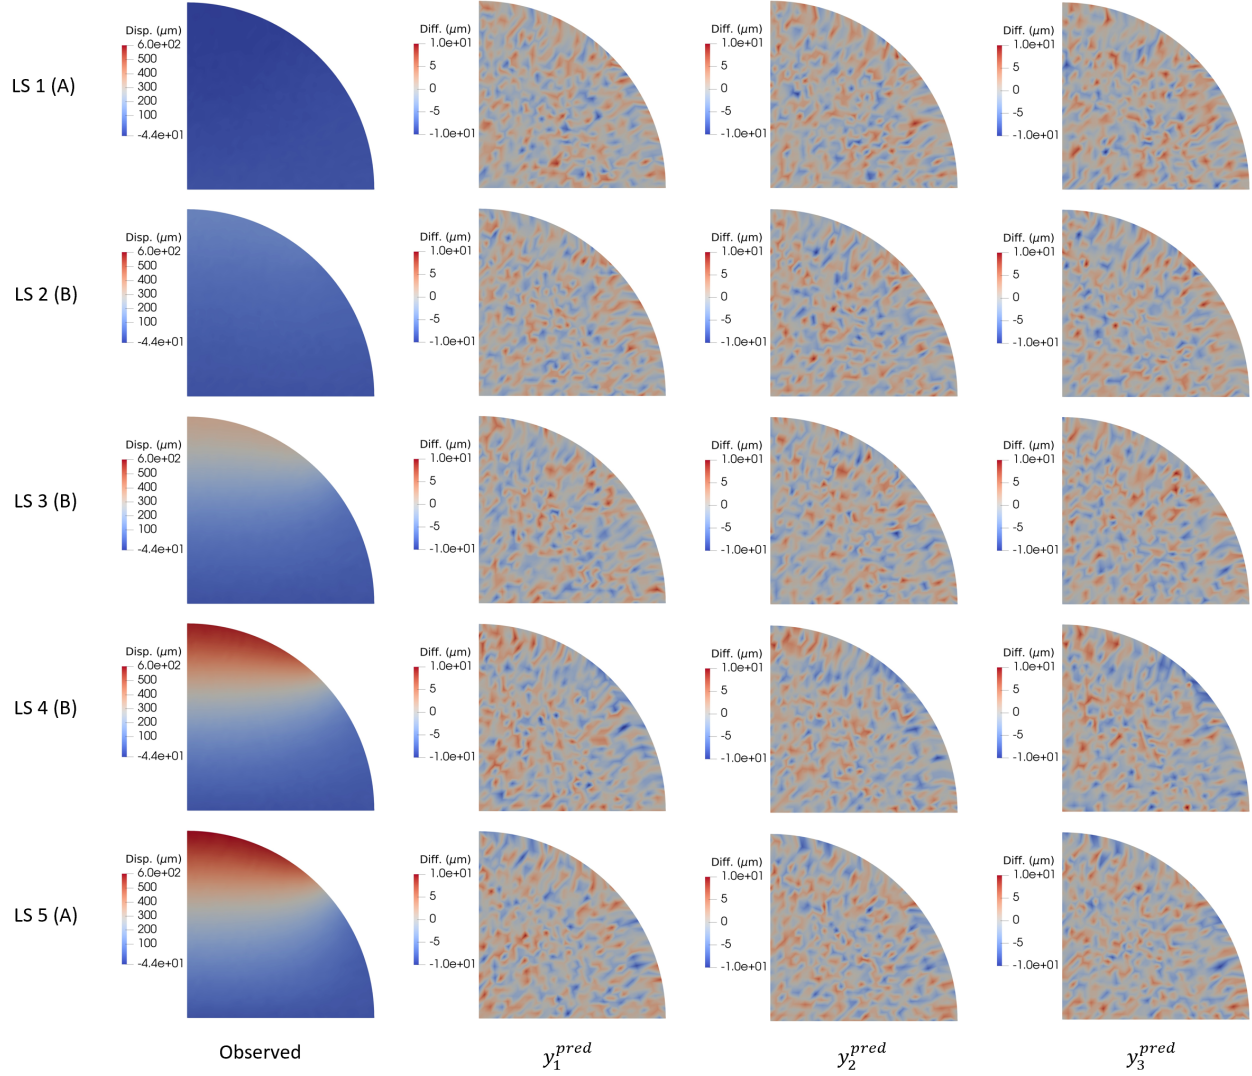 Disp. (μm)
6.0e+02
500
400
300
200
100
-4.4e+01
Diff. (μm)
1.0e+01
5
0
-5
-1.0e+01
Diff. (μm)
1.0e+01
5
0
-5
-1.0e+01
Diff. (μm)
1.0e+01
5
0
-5
-1.0e+01
LS 1 (A)
Disp. (μm)
6.0e+02
500
400
300
200
100
-4.4e+01
Diff. (μm)
1.0e+01
5
0
-5
-1.0e+01
Diff. (μm)
1.0e+01
5
0
-5
-1.0e+01
Diff. (μm)
1.0e+01
5
0
-5
-1.0e+01
LS 2 (B)
Disp. (μm)
6.0e+02
500
400
300
200
100
-4.4e+01
Diff. (μm)
1.0e+01
5
0
-5
-1.0e+01
Diff. (μm)
1.0e+01
5
0
-5
-1.0e+01
Diff. (μm)
1.0e+01
5
0
-5
-1.0e+01
LS 3 (B)
Disp. (μm)
6.0e+02
500
400
300
200
100
-4.4e+01
Diff. (μm)
1.0e+01
5
0
-5
-1.0e+01
Diff. (μm)
1.0e+01
5
0
-5
-1.0e+01
Diff. (μm)
1.0e+01
5
0
-5
-1.0e+01
LS 4 (B)
Disp. (μm)
6.0e+02
500
400
300
200
100
-4.4e+01
Diff. (μm)
1.0e+01
5
0
-5
-1.0e+01
Diff. (μm)
1.0e+01
5
0
-5
-1.0e+01
Diff. (μm)
1.0e+01
5
0
-5
-1.0e+01
LS 5 (A)
Observed
y_1^{pred}
y_2^{pred}
y_3^{pred}